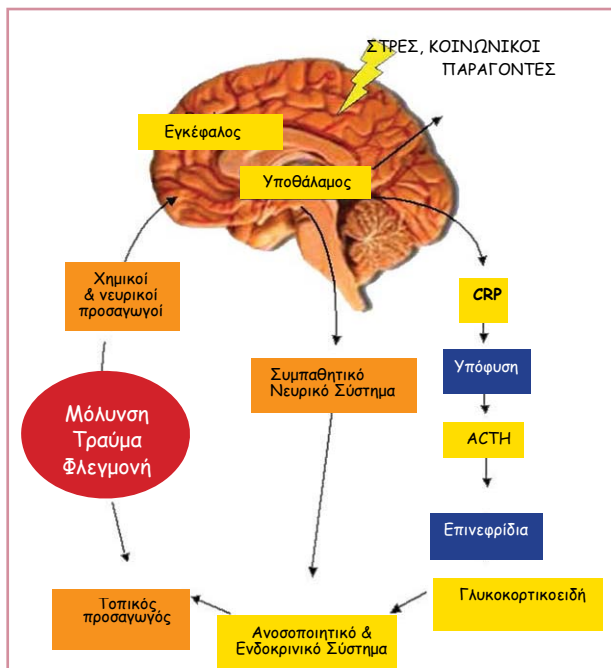 ΣΤΡΕΣ, ΚΟΙΝΩΝΙΚΟΙ
ΠΑΡΑΓΟΝΤΕΣ
Εγκέφαλος
Υποθάλαμος
Χημικοί
& νευρικοί
προσαγωγοί
CRP
Υπόφυση
Συμπαθητικό
Νευρικό Σύστημα
Μόλυνση
Τραύμα
Φλεγμονή
ACTH
Επινεφρίδια
Τοπικός
προσαγωγός
Γλυκοκορτικοειδή
Ανοσοποιητικό &
Ενδοκρινικό Σύστημα